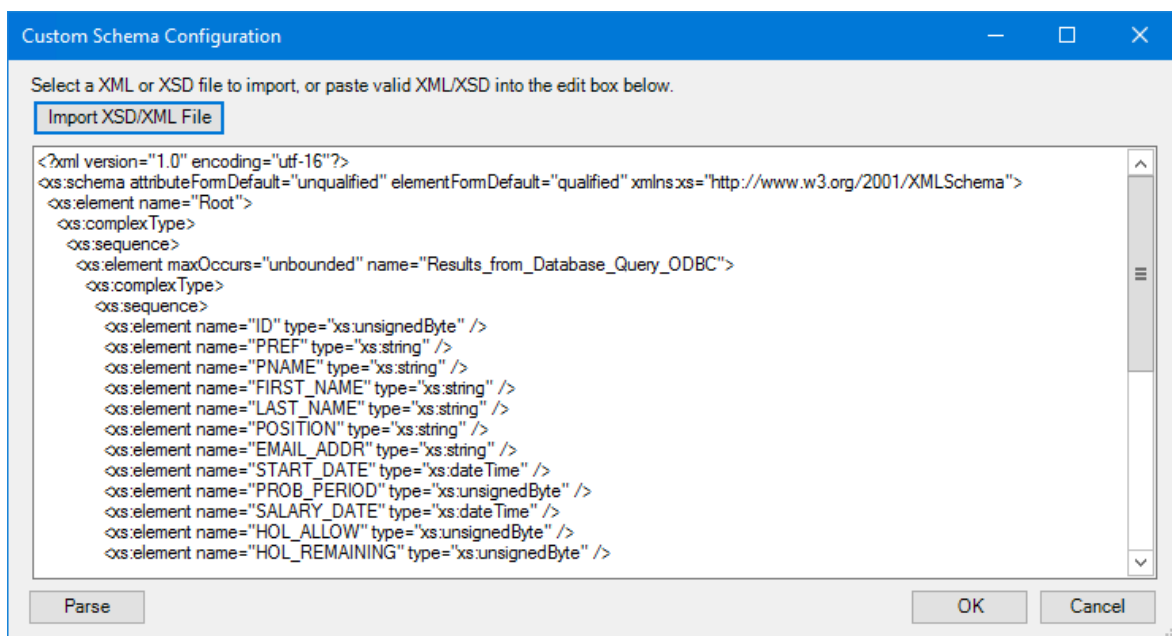 Custom Schema Configuration
Select a XML or XSD file to import, or paste valid XML/XSD into the edit box below.
Import XSD/XML File
<?xml version="1.0" encoding="utf-16"?>
<xs:schema attributeFormDefault="unqualified" elementFormDefault="qualified" xmlns:xs="http://www.w3.org/2001/XMLSchema">
<xs:element name="Root">
<xs:complexType>
<xs:sequence>
<xs:element maxOccurs="unbounded" name="Results_from_Database_Query_ODBC">
<xs:complexType>
<xs:sequence>
<xs:element name="ID" type="xs:unsignedByte" />
<xs:element name="PREF" type="xs:string" />
<xs:element name="PNAME" type="xs:string" />
<xs:element name="FIRST_NAME" type="xs:string" />
<xs:element name="LAST_NAME" type="xs:string" />
<xs:element name="POSITION" type="xs:string" />
<xs:element name="EMAIL_ADDR" type="xs:string" />
<xs:element name="START_DATE" type="xs:dateTime" />
<xs:element name="PROB_PERIOD" type="xs:unsignedByte" />
<xs:element name="SALARY_DATE" type="xs:dateTime" />
<xs:element name="HOL_ALLOW" type="xs:unsignedByte" />
<xs:element name="HOL_REMAINING" type="xs:unsignedByte" />
Parse OK Cancel